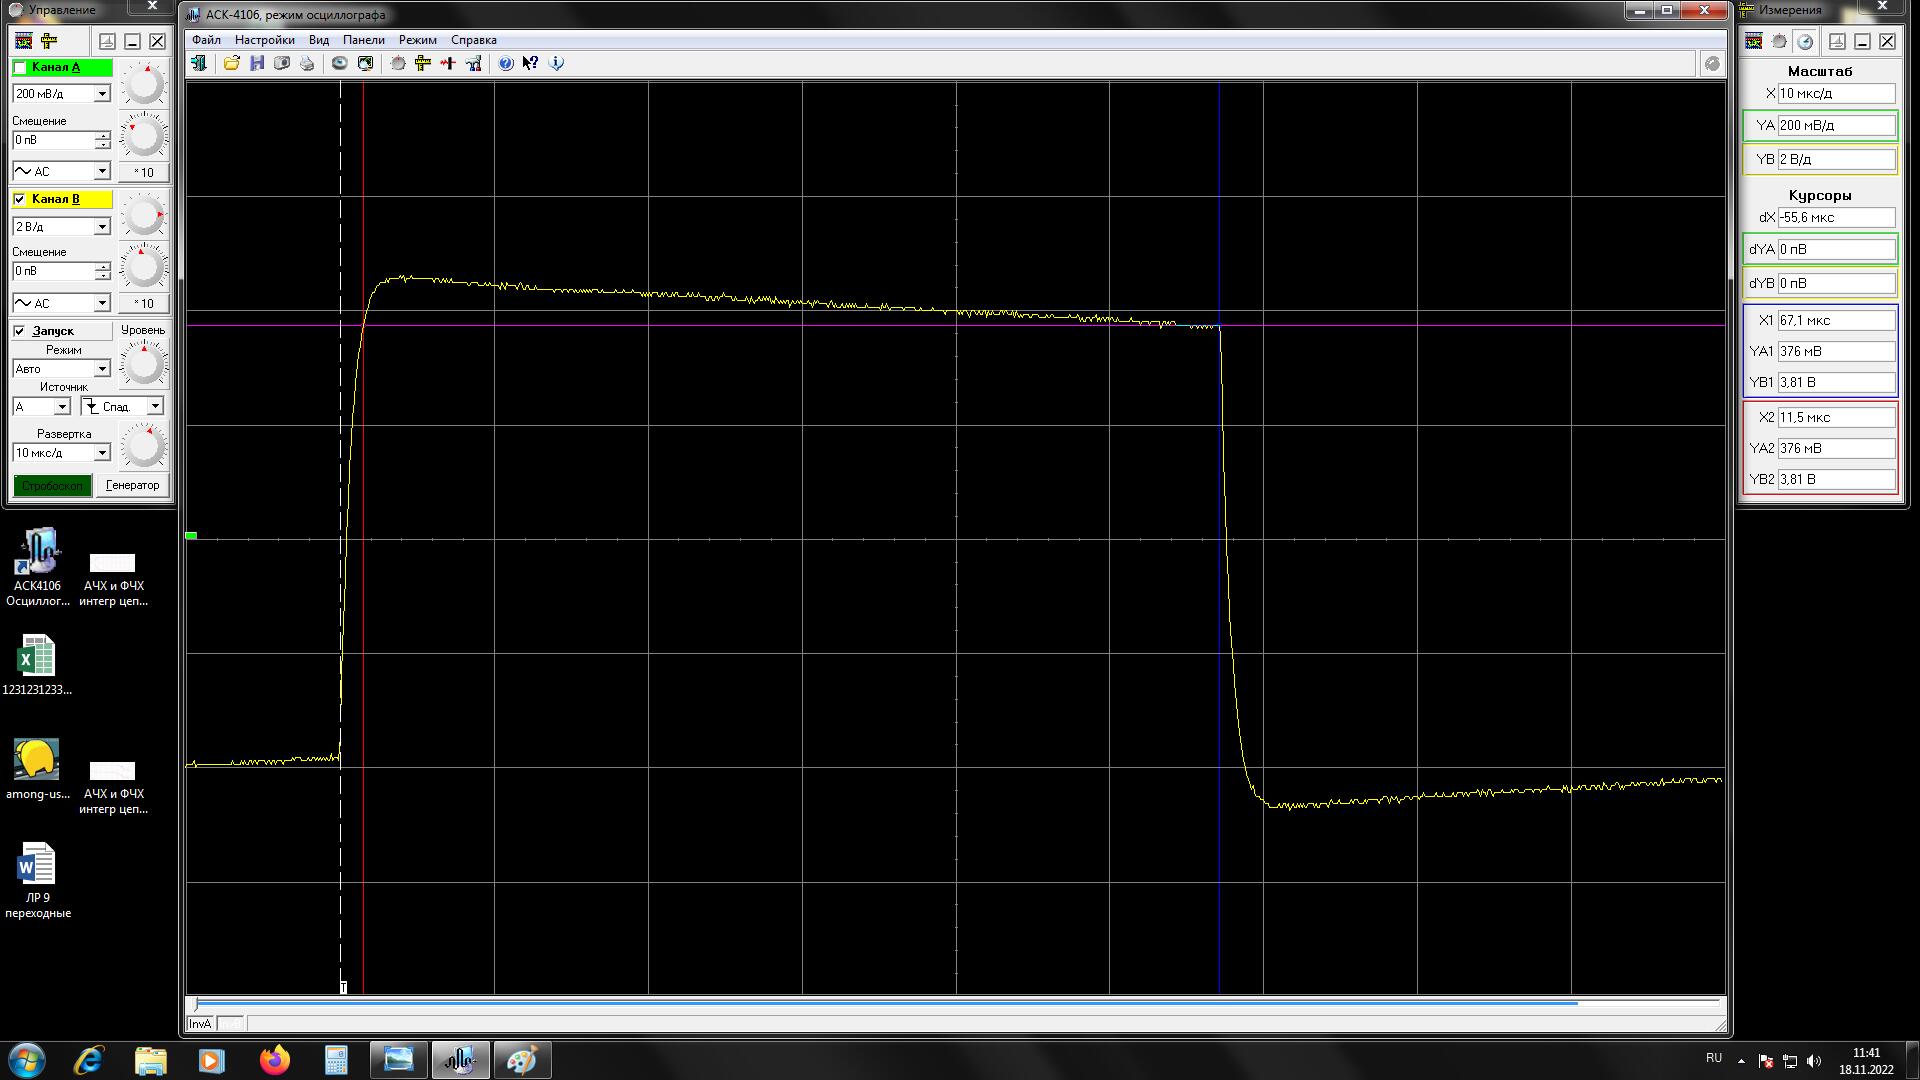 Управление
Канал A
200 мВ/д
Смещение
0 пВ
AC
* 10
Канал B
2 В/д
Смещение
0 пВ
AC
* 10
Запуск
Уровень
Режим
Авто
Источник
A
Спад.
Развертка
10 мкс/д
Стробоскоп
Генератор
АСК-4106, режим осциллографа
Файл Настройки Вид Панели Режим Справка
T
InvA
Измерения
Масштаб
X 10 мкс/д
YA 200 мВ/д
YB 2 В/д
Курсоры
dX -55,6 мкс
dYA 0 пВ
dYB 0 пВ
X1 67,1 мкс
YA1 376 мВ
YB1 3,81 В
X2 11,5 мкс
YA2 376 мВ
YB2 3,81 В
АСК4106
Осциллог...
АЧХ и ФЧХ
интегр цеп...
1231231233...
among-us...
АЧХ и ФЧХ
интегр цеп...
ЛР 9
переходные
RU
11:41
18.11.2022